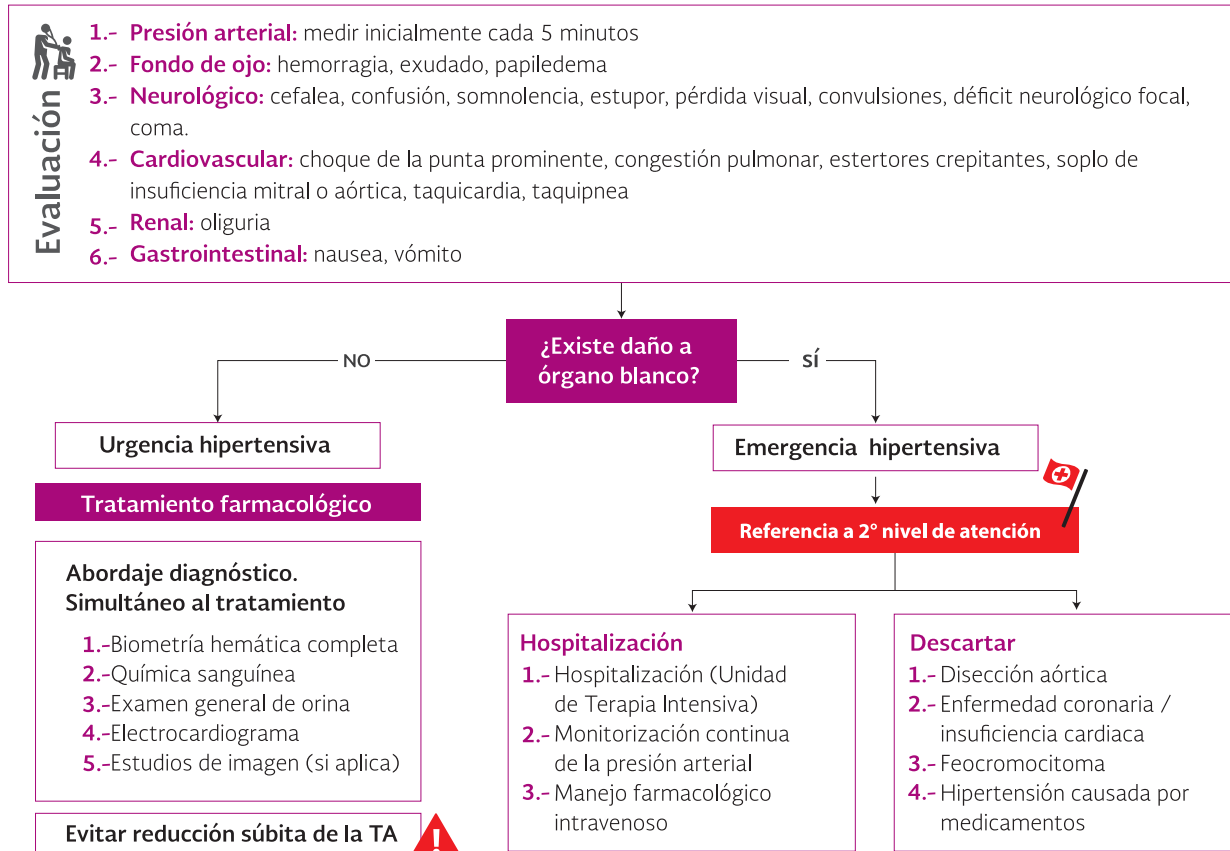 Evaluación
1.- Presión arterial: medir inicialmente cada 5 minutos
2.- Fondo de ojo: hemorragia, exudado, papiledema
3.- Neurológico: cefalea, confusión, somnolencia, estupor, pérdida visual, convulsiones, déficit neurológico focal,
coma.
4.- Cardiovascular: choque de la punta prominente, congestión pulmonar, estertores crepitantes, soplo de
insuficiencia mitral o aórtica, taquicardia, taquipnea
5.- Renal: oliguria
6.- Gastrointestinal: nausea, vómito
¿Existe daño a
órgano blanco?
NO
SÍ
Urgencia hipertensiva
Tratamiento farmacológico
Abordaje diagnóstico.
Simultáneo al tratamiento
1.-Biometría hemática completa
2.-Química sanguínea
3.-Examen general de orina
4.-Electrocardiograma
5.-Estudios de imagen (si aplica)
Evitar reducción súbita de la TA
!
Emergencia hipertensiva
Referencia a 2° nivel de atención
Hospitalización
1.- Hospitalización (Unidad
de Terapia Intensiva)
2.- Monitorización continua
de la presión arterial
3.- Manejo farmacológico
intravenoso
Descartar
1.- Disección aórtica
2.- Enfermedad coronaria /
insuficiencia cardiaca
3.- Feocromocitoma
4.- Hipertensión causada por
medicamentos